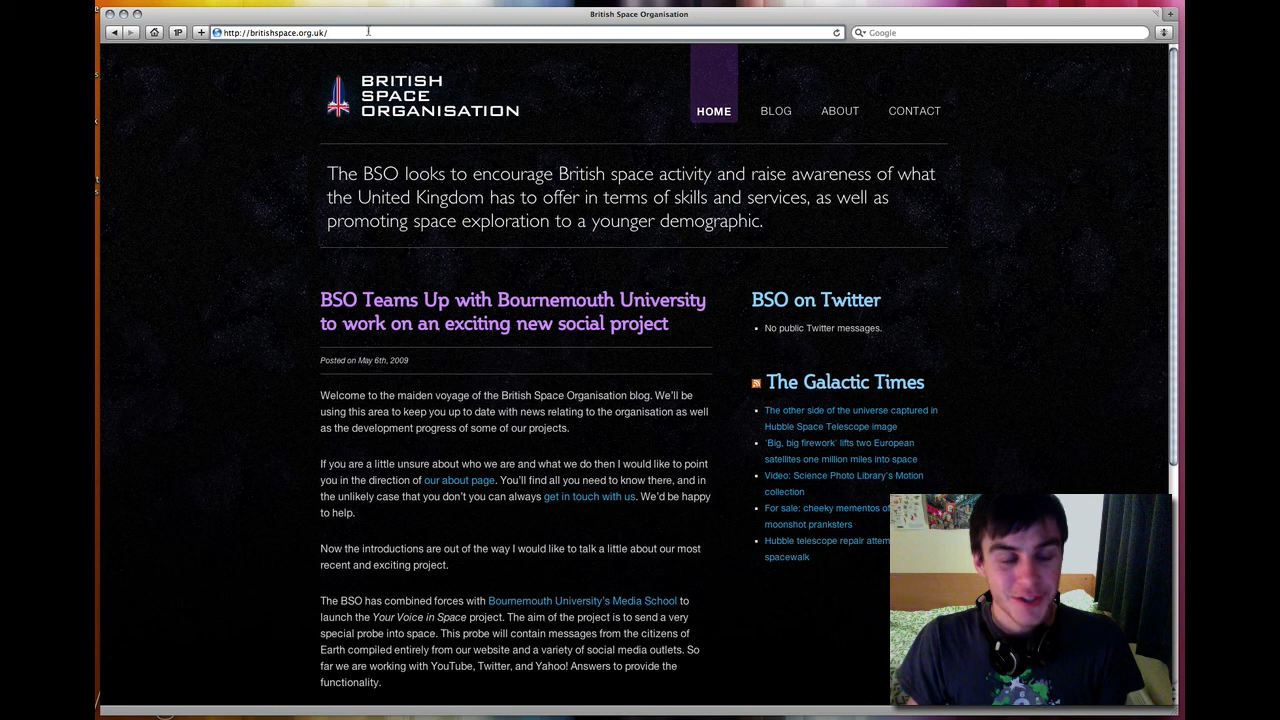 British Space Organisation
1P
http://britishspace.org.uk/
Google
BRITISH
SPACE
ORGANISATION
HOME
BLOG
ABOUT
CONTACT
The BSO looks to encourage British space activity and raise awareness of what
the United Kingdom has to offer in terms of skills and services, as well as
promoting space exploration to a younger demographic.
BSO Teams Up with Bournemouth University
to work on an exciting new social project
Posted on May 6th, 2009
Welcome to the maiden voyage of the British Space Organisation blog. We'll be
using this area to keep you up to date with news relating to the organisation as well
as the development progress of some of our projects.
If you are a little unsure about who we are and what we do then I would like to point
you in the direction of our about page. You'll find all you need to know there, and in
the unlikely case that you don't you can always get in touch with us. We'd be happy
to help.
Now the introductions are out of the way I would like to talk a little about our most
recent and exciting project.
The BSO has combined forces with Bournemouth University's Media School to
launch the Your Voice in Space project. The aim of the project is to send a very
special probe into space. This probe will contain messages from the citizens of
Earth compiled entirely from our website and a variety of social media outlets. So
far we are working with YouTube, Twitter, and Yahoo! Answers to provide the
functionality.
BSO on Twitter
No public Twitter messages.
The Galactic Times
The other side of the universe captured in
Hubble Space Telescope image
'Big, big firework' lifts two European
satellites one million miles into space
Video: Science Photo Library's Motion
collection
For sale: cheeky mementos of
moonshot pranksters
Hubble telescope repair attem
spacewalk